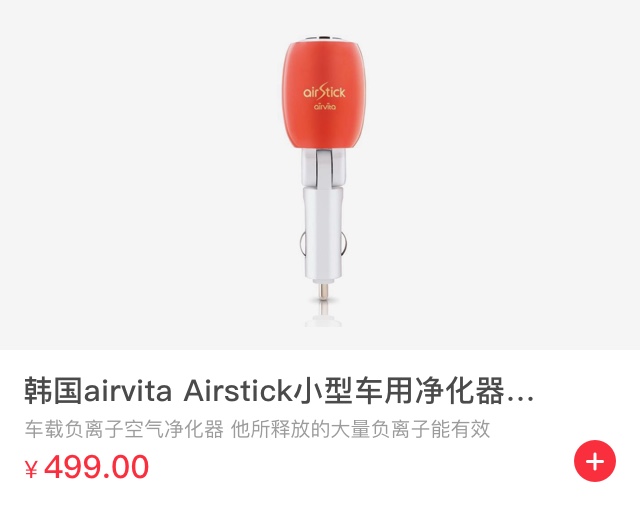 airStick
airvita
韩国airvita Airstick小型车用净化器...
车载负离子空气净化器 他所释放的大量负离子能有效
¥ 499.00